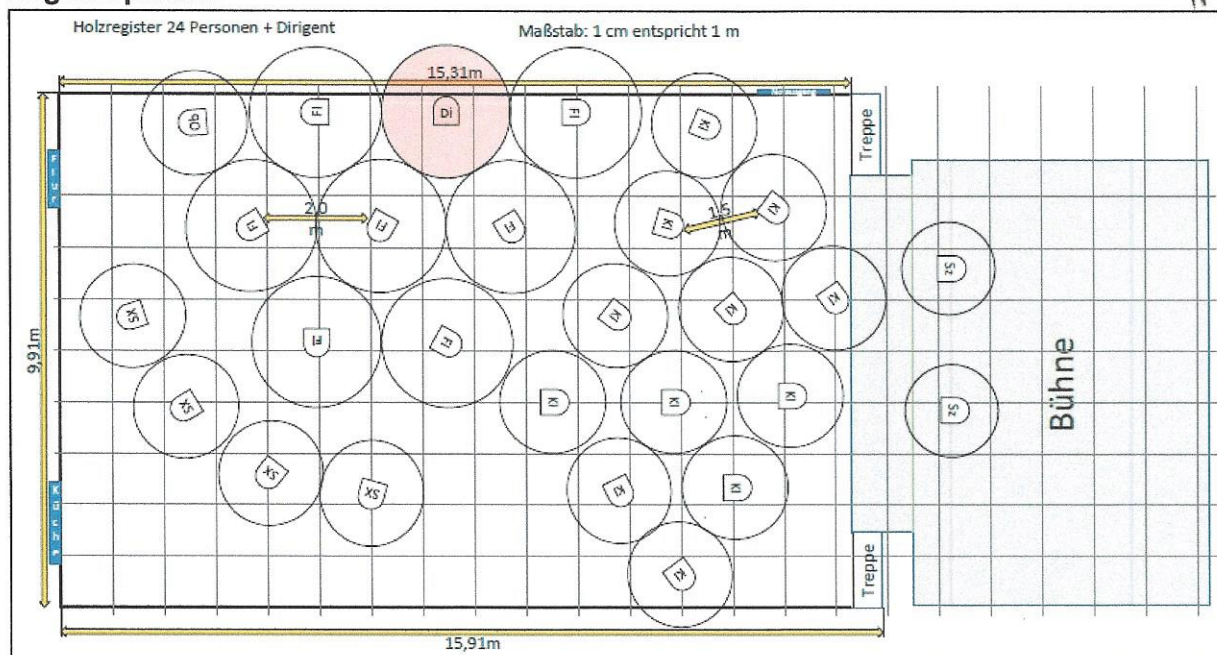 Holzregister 24 Personen + Dirigent
Maßstab: 1 cm entspricht 1 m
15,31m
Ob
Fl
Di
Fl
Kl
Treppe
Flur
Fl
2,0
m
Fl
Fl
Kl
1,5
m
Kl
SX
Fl
Fl
Kl
Kl
Kl
Sz
9,91m
Bühne
SX
Kl
Kl
Kl
Sz
SX
SX
Kl
Kl
Küche
Kl
Treppe
15,91m